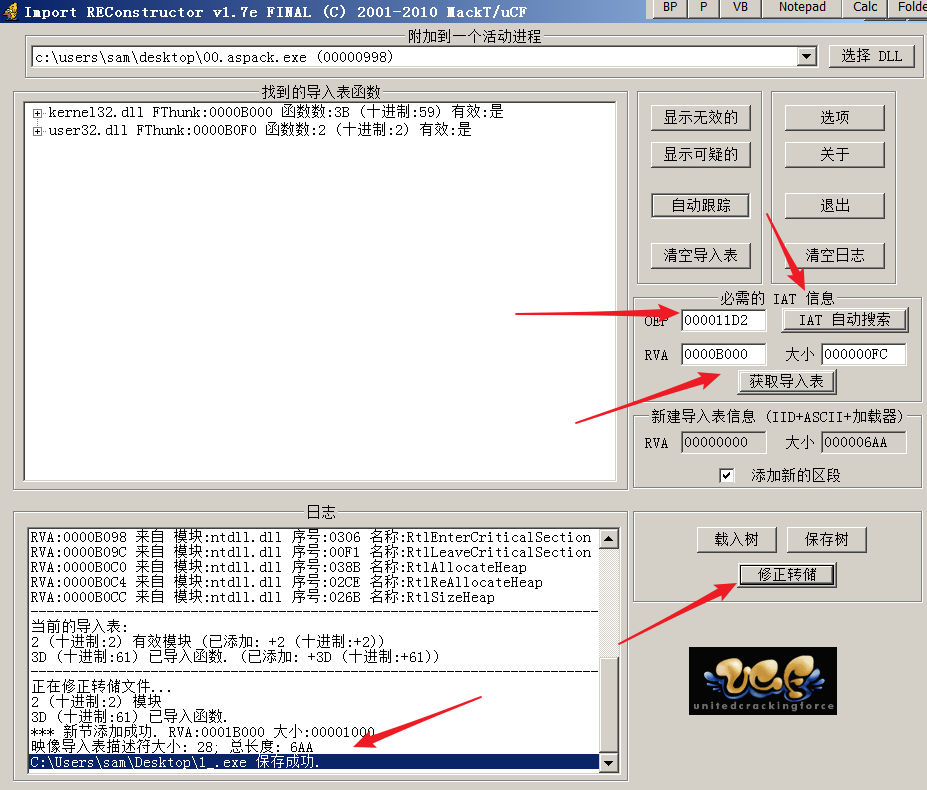 Import REConstructor v1.7e FINAL (C) 2001-2010 MackT/uCF
BP P VB Notepad Calc Folde
附加到一个活动进程
c:\users\sam\desktop\00.aspack.exe (00000998)
选择 DLL
找到的导入表函数
kernel32.dll FThunk:0000B000 函数数:3B (十进制:59) 有效:是
user32.dll FThunk:0000B0F0 函数数:2 (十进制:2) 有效:是
显示无效的
显示可疑的
自动跟踪
清空导入表
选项
关于
退出
清空日志
必需的 IAT 信息
OEP 000011D2 IAT 自动搜索
RVA 0000B000 大小 000000FC
获取导入表
新建导入表信息 (IID+ASCII+加载器)
RVA 00000000 大小 000006AA
添加新的区段
日志
RVA:0000B098 来自 模块:ntdll.dll 序号:0306 名称:RtlEnterCriticalSection
RVA:0000B09C 来自 模块:ntdll.dll 序号:00F1 名称:RtlLeaveCriticalSection
RVA:0000B0C0 来自 模块:ntdll.dll 序号:038B 名称:RtlAllocateHeap
RVA:0000B0C4 来自 模块:ntdll.dll 序号:02CE 名称:RtlReAllocateHeap
RVA:0000B0CC 来自 模块:ntdll.dll 序号:026B 名称:RtlSizeHeap
当前的导入表:
2 (十进制:2) 有效模块 (已添加: +2 (十进制:+2))
3D (十进制:61) 已导入函数. (已添加: +3D (十进制:+61))
正在修正转储文件...
2 (十进制:2) 模块
3D (十进制:61) 已导入函数.
*** 新节添加成功. RVA:0001B000 大小:00001000
映像导入表描述符大小: 28; 总长度: 6AA
C:\Users\sam\Desktop\1_.exe 保存成功.
载入树 保存树
修正转储
UCF
unitedcrackingforce